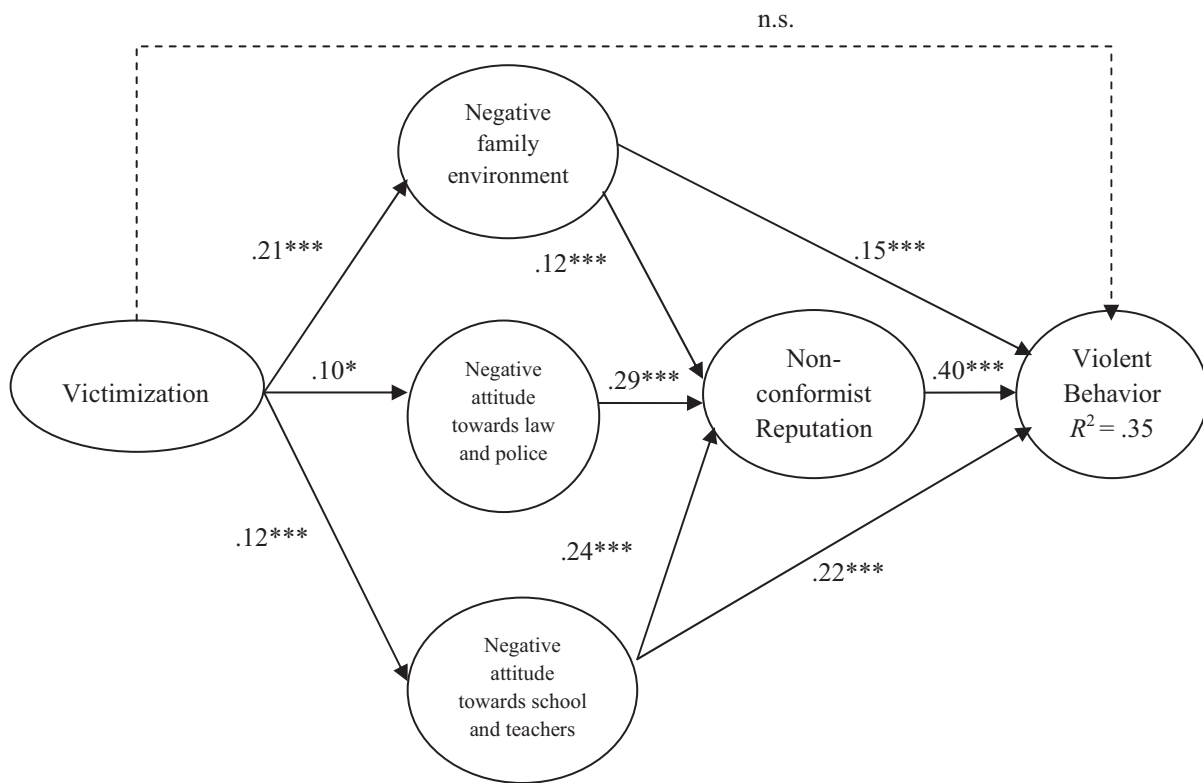 n.s.
Negative
family
environment
.21***
.12***
.15***
Victimization
.10*
Negative
attitude
towards law
and police
.29***
Non-
conformist
Reputation
.40***
Violent
Behavior
R² = .35
.12***
.24***
.22***
Negative
attitude
towards school
and teachers